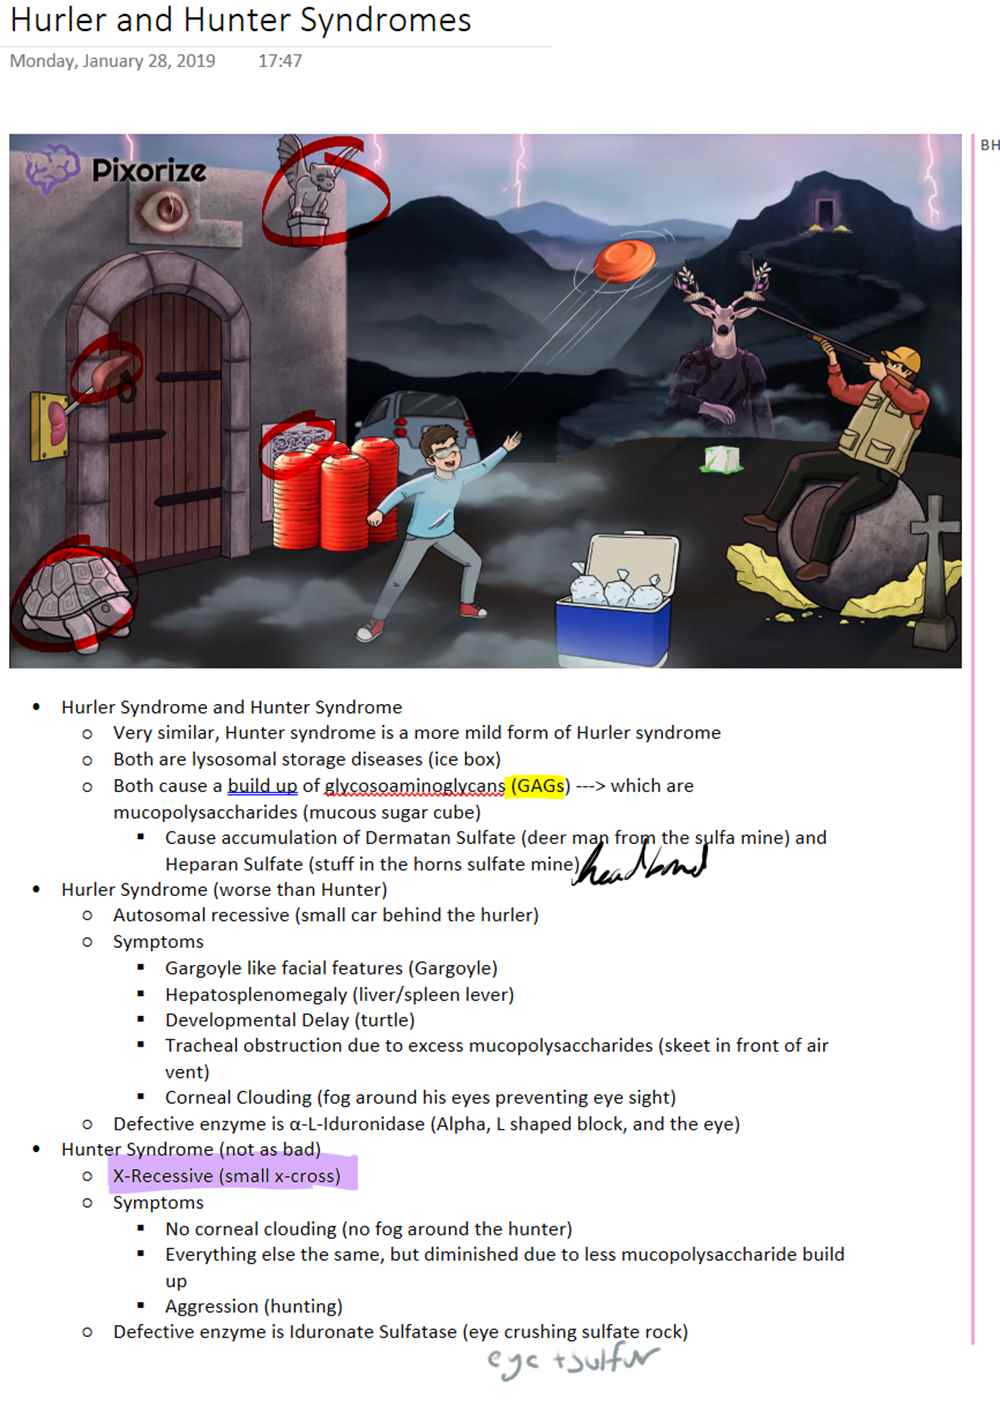 Hurler and Hunter Syndromes
Monday, January 28, 2019 17:47
BH
Pixorize
• Hurler Syndrome and Hunter Syndrome
○ Very similar, Hunter syndrome is a more mild form of Hurler syndrome
○ Both are lysosomal storage diseases (ice box)
○ Both cause a build up of glycosoaminoglycans (GAGs) ---> which are
mucopolysaccharides (mucous sugar cube)
▪ Cause accumulation of Dermatan Sulfate (deer man from the sulfa mine) and
Heparan Sulfate (stuff in the horns sulfate mine)
• Hurler Syndrome (worse than Hunter)
○ Autosomal recessive (small car behind the hurler)
○ Symptoms
▪ Gargoyle like facial features (Gargoyle)
▪ Hepatosplenomegaly (liver/spleen lever)
▪ Developmental Delay (turtle)
▪ Tracheal obstruction due to excess mucopolysaccharides (skeet in front of air
vent)
▪ Corneal Clouding (fog around his eyes preventing eye sight)
○ Defective enzyme is α-L-Iduronidase (Alpha, L shaped block, and the eye)
• Hunter Syndrome (not as bad)
○ X-Recessive (small x-cross)
○ Symptoms
▪ No corneal clouding (no fog around the hunter)
▪ Everything else the same, but diminished due to less mucopolysaccharide build
up
▪ Aggression (hunting)
○ Defective enzyme is Iduronate Sulfatase (eye crushing sulfate rock)
eye + sulfur